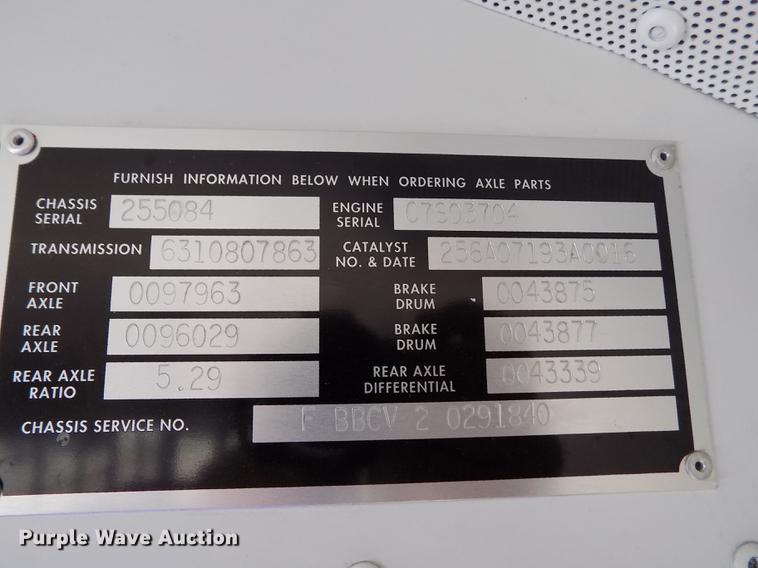 FURNISH INFORMATION BELOW WHEN ORDERING AXLE PARTS
CHASSIS SERIAL 255084 ENGINE SERIAL C7S03704
TRANSMISSION 6310807863 CATALYST NO. & DATE 256A07193A0016
FRONT AXLE 0097963 BRAKE DRUM 0043875
REAR AXLE 0096029 BRAKE DRUM 0043877
REAR AXLE RATIO 5.29 REAR AXLE DIFFERENTIAL 0043339
CHASSIS SERVICE NO. F BBCV 2 0291840
Purple Wave Auction